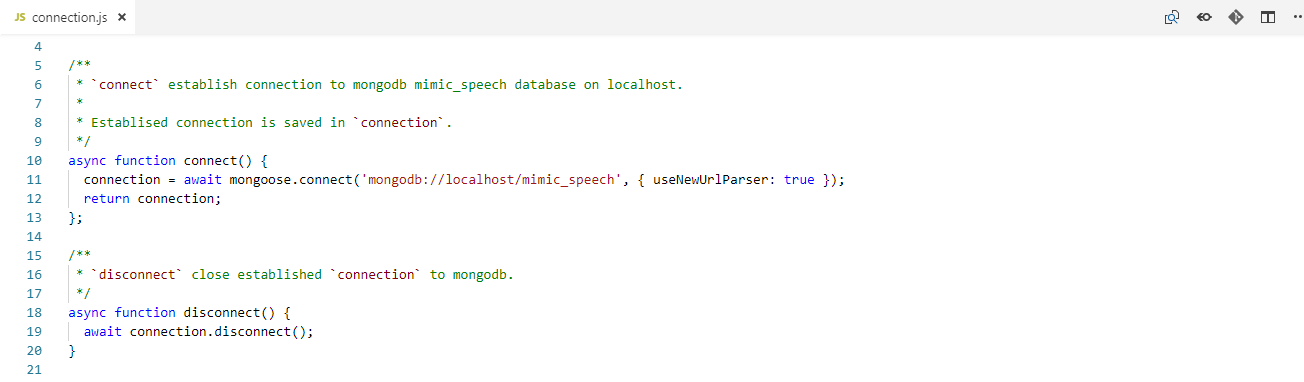 JS connection.js ×
4
5 /**
6  * `connect` establish connection to mongodb mimic_speech database on localhost.
7  *
8  * Establised connection is saved in `connection`.
9  */
10 async function connect() {
11   connection = await mongoose.connect('mongodb://localhost/mimic_speech', { useNewUrlParser: true });
12   return connection;
13 };
14
15 /**
16  * `disconnect` close established `connection` to mongodb.
17  */
18 async function disconnect() {
19   await connection.disconnect();
20 }
21